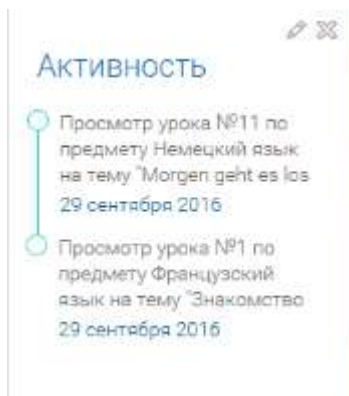 Активность
Просмотр урока №11 по
предмету Немецкий язык
на тему "Morgen geht es los
29 сентября 2016
Просмотр урока №1 по
предмету Французский
язык на тему "Знакомство
29 сентября 2016